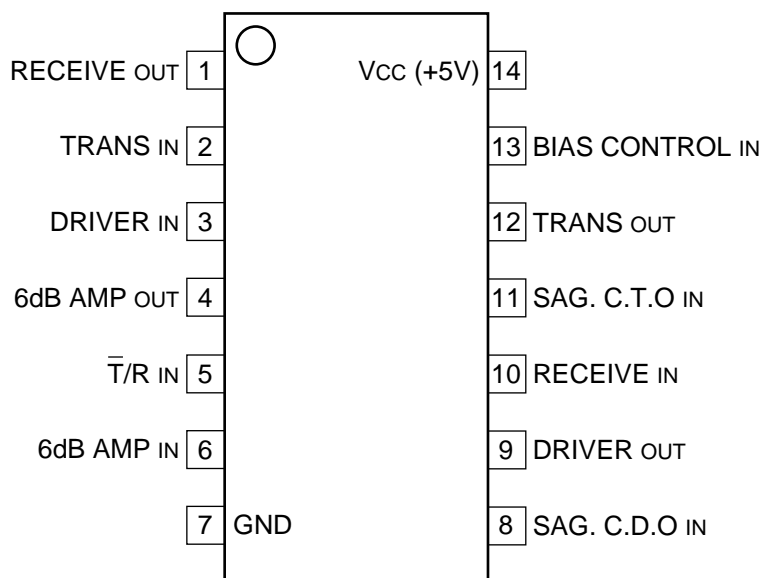 RECEIVE OUT 1 VCC (+5V) 14
TRANS IN 2 13 BIAS CONTROL IN
DRIVER IN 3 12 TRANS OUT
6dB AMP OUT 4 11 SAG. C.T.O IN
T̅/R IN 5 10 RECEIVE IN
6dB AMP IN 6 9 DRIVER OUT
7 GND 8 SAG. C.D.O IN